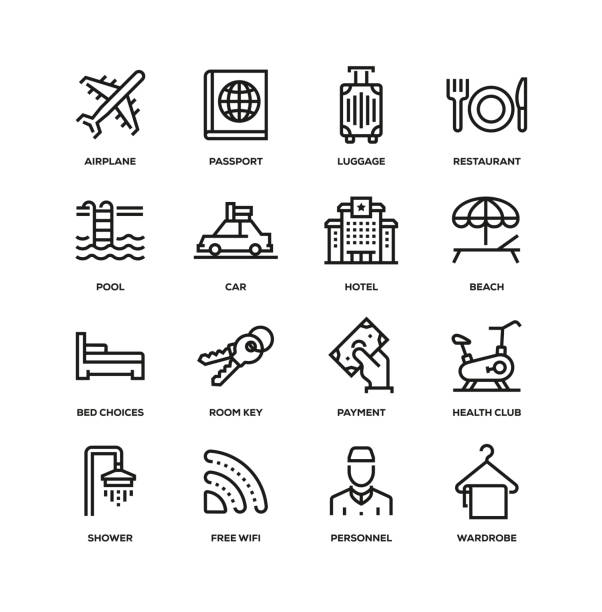 AIRPLANE
PASSPORT
LUGGAGE
RESTAURANT
POOL
CAR
HOTEL
BEACH
BED CHOICES
ROOM KEY
PAYMENT
HEALTH CLUB
SHOWER
FREE WIFI
PERSONNEL
WARDROBE